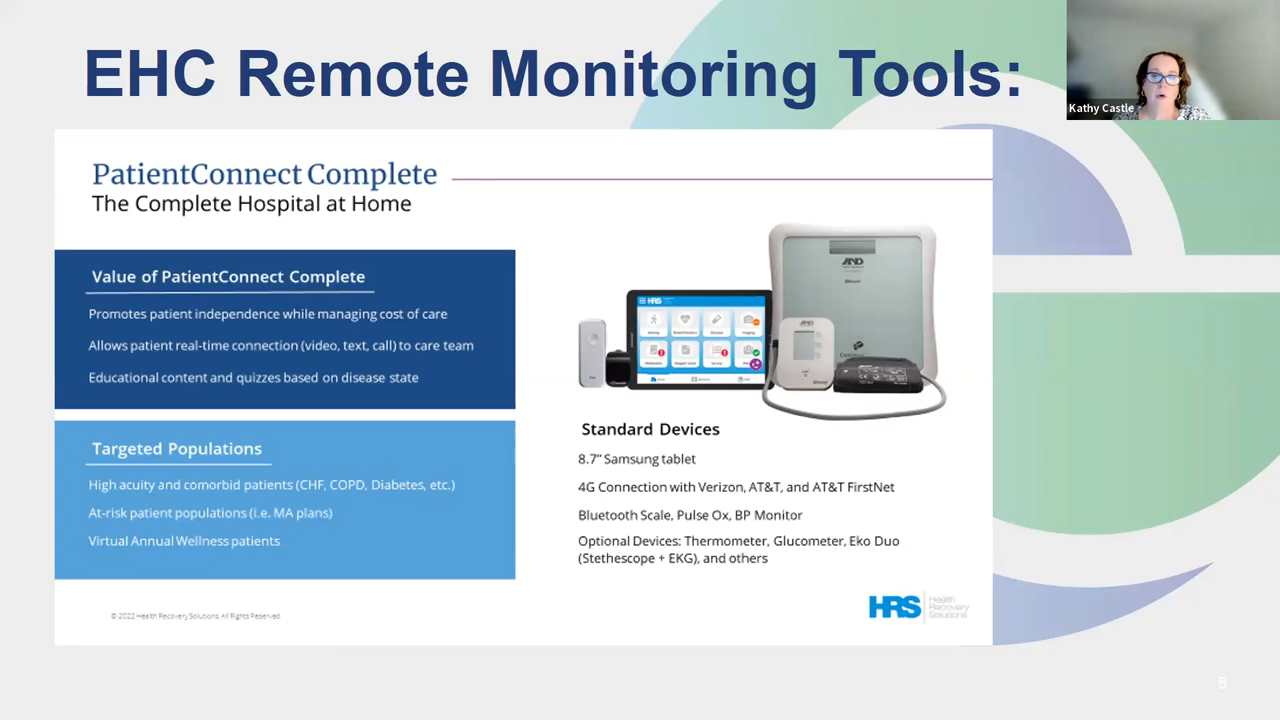 EHC Remote Monitoring Tools:
Kathy Castle
PatientConnect Complete
The Complete Hospital at Home
Value of PatientConnect Complete
Promotes patient independence while managing cost of care
Allows patient real-time connection (video, text, call) to care team
Educational content and quizzes based on disease state
Targeted Populations
High acuity and comorbid patients (CHF, COPD, Diabetes, etc.)
At-risk patient populations (i.e. MA plans)
Virtual Annual Wellness patients
HRS
AND
AND
Standard Devices
8.7" Samsung tablet
4G Connection with Verizon, AT&T, and AT&T FirstNet
Bluetooth Scale, Pulse Ox, BP Monitor
Optional Devices: Thermometer, Glucometer, Eko Duo
(Stethescope + EKG), and others
© 2022 Health Recovery Solutions. All Rights Reserved.
HRS
Health
Recovery
Solutions
5